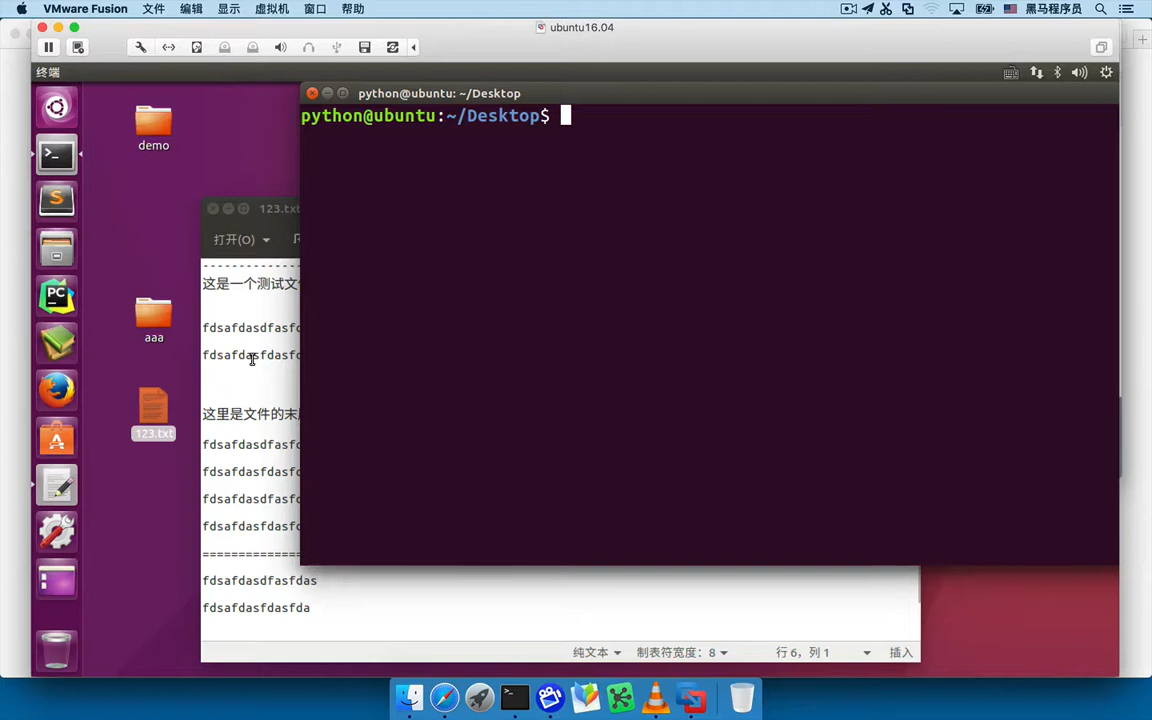 VMware Fusion 文件 编辑 显示 虚拟机 窗口 帮助 黑马程序员
ubuntu16.04
终端
python@ubuntu: ~/Desktop
python@ubuntu:~/Desktop$
demo
123.txt
打开(O)
这是一个测试文
fdsafdasdfasfd
aaa
fdsafdasfdasfd
这里是文件的末
123.txt
fdsafdasdfasfd
fdsafdasfdasfd
fdsafdasdfasfd
fdsafdasfdasfd
fdsafdasdfasfdas
fdsafdasfdasfda
纯文本 制表符宽度：8 行 6，列 1 插入